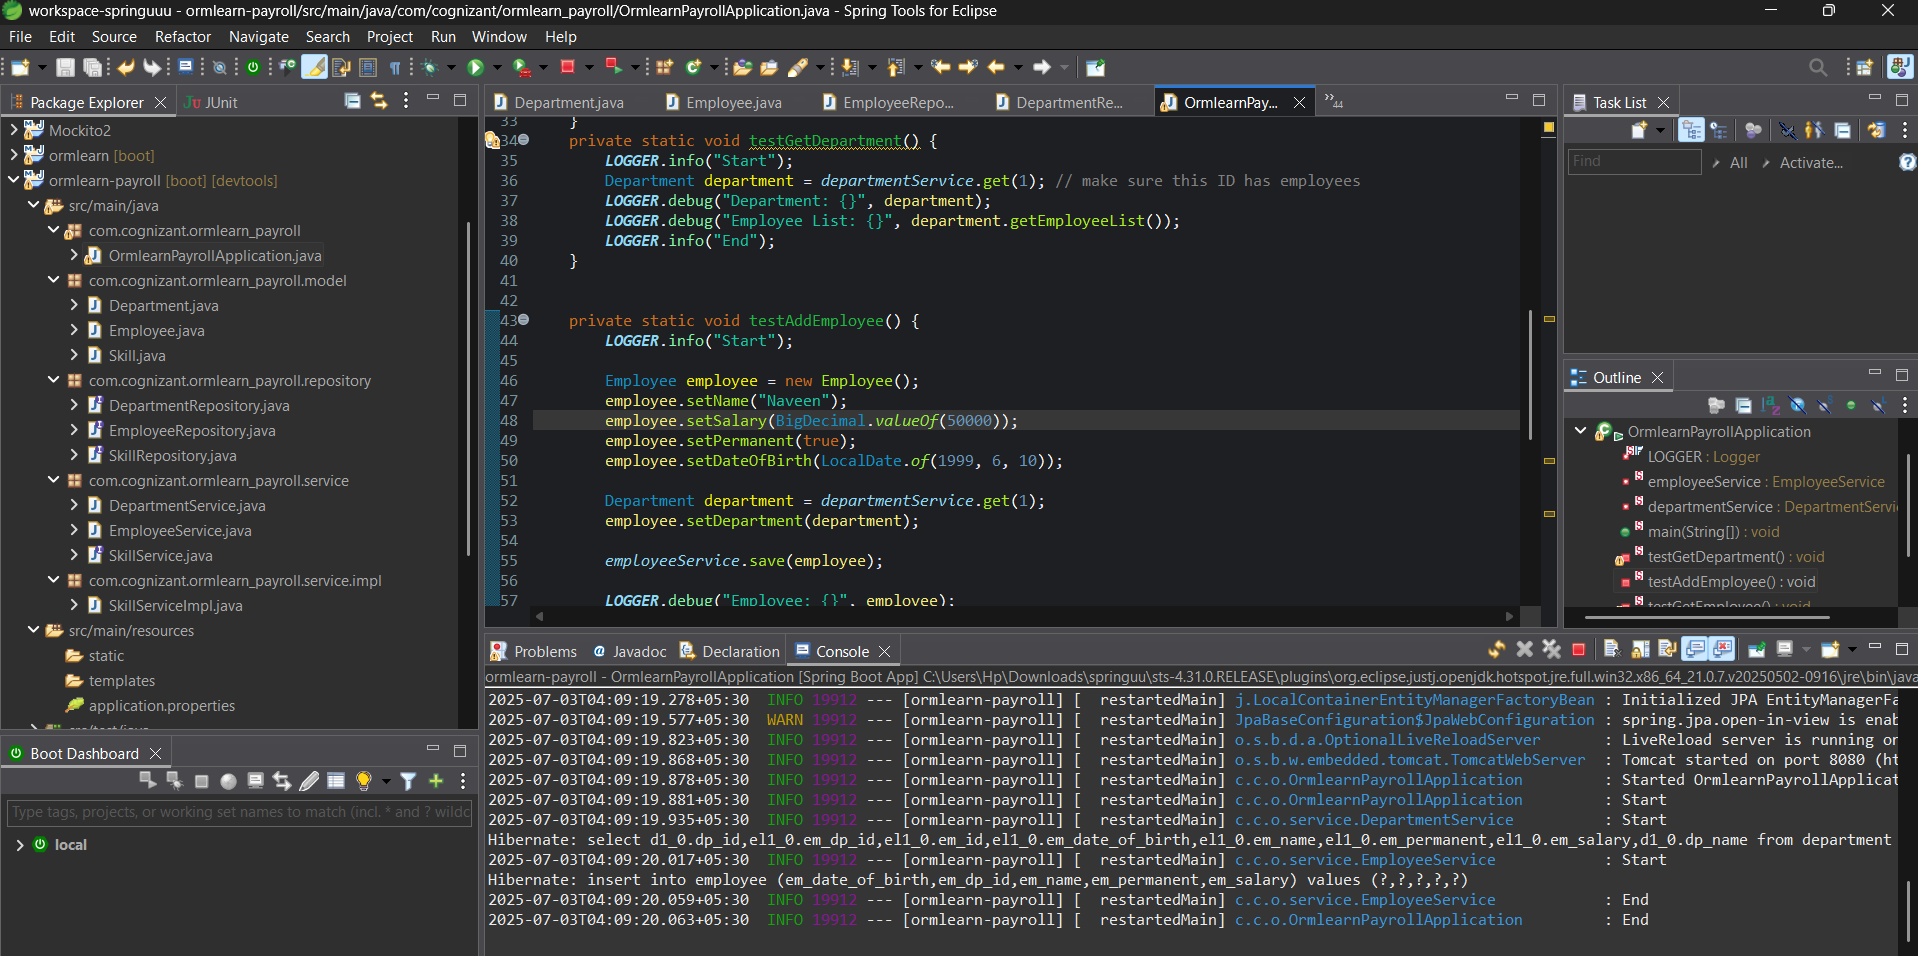 workspace-springuuu - ormlearn-payroll/src/main/java/com/cognizant/ormlearn_payroll/OrmlearnPayrollApplication.java - Spring Tools for Eclipse
File Edit Source Refactor Navigate Search Project Run Window Help
Package Explorer
JUnit
Mockito2
ormlearn [boot]
ormlearn-payroll [boot] [devtools]
src/main/java
com.cognizant.ormlearn_payroll
OrmlearnPayrollApplication.java
com.cognizant.ormlearn_payroll.model
Department.java
Employee.java
Skill.java
com.cognizant.ormlearn_payroll.repository
DepartmentRepository.java
EmployeeRepository.java
SkillRepository.java
com.cognizant.ormlearn_payroll.service
DepartmentService.java
EmployeeService.java
SkillService.java
com.cognizant.ormlearn_payroll.service.impl
SkillServiceImpl.java
src/main/resources
static
templates
application.properties
Boot Dashboard
Type tags, projects, or working set names to match (incl. * and ? wildc
local
Department.java Employee.java EmployeeRepo... DepartmentRe... OrmlearnPay... »44
33 }
34 private static void testGetDepartment() {
35 LOGGER.info("Start");
36 Department department = departmentService.get(1); // make sure this ID has employees
37 LOGGER.debug("Department: {}", department);
38 LOGGER.debug("Employee List: {}", department.getEmployeeList());
39 LOGGER.info("End");
40 }
41
42
43 private static void testAddEmployee() {
44 LOGGER.info("Start");
45
46 Employee employee = new Employee();
47 employee.setName("Naveen");
48 employee.setSalary(BigDecimal.valueOf(50000));
49 employee.setPermanent(true);
50 employee.setDateOfBirth(LocalDate.of(1999, 6, 10));
51
52 Department department = departmentService.get(1);
53 employee.setDepartment(department);
54
55 employeeService.save(employee);
56
57 LOGGER.debug("Employee: {}", employee);
Task List
Find
All
Activate...
Outline
OrmlearnPayrollApplication
LOGGER : Logger
employeeService : EmployeeService
departmentService : DepartmentServi
main(String[]) : void
testGetDepartment() : void
testAddEmployee() : void
testGetEmployee() : void
Problems Javadoc Declaration Console
ormlearn-payroll - OrmlearnPayrollApplication [Spring Boot App] C:\Users\Hp\Downloads\springuu\sts-4.31.0.RELEASE\plugins\org.eclipse.justj.openjdk.hotspot.jre.full.win32.x86_64_21.0.7.v20250502-0916\jre\bin\java
2025-07-03T04:09:19.278+05:30 INFO 19912 --- [ormlearn-payroll] [ restartedMain] j.LocalContainerEntityManagerFactoryBean : Initialized JPA EntityManagerFa
2025-07-03T04:09:19.577+05:30 WARN 19912 --- [ormlearn-payroll] [ restartedMain] JpaBaseConfiguration$JpaWebConfiguration : spring.jpa.open-in-view is enab
2025-07-03T04:09:19.823+05:30 INFO 19912 --- [ormlearn-payroll] [ restartedMain] o.s.b.d.a.OptionalLiveReloadServer : LiveReload server is running on
2025-07-03T04:09:19.868+05:30 INFO 19912 --- [ormlearn-payroll] [ restartedMain] o.s.b.w.embedded.tomcat.TomcatWebServer : Tomcat started on port 8080 (ht
2025-07-03T04:09:19.878+05:30 INFO 19912 --- [ormlearn-payroll] [ restartedMain] c.c.o.OrmlearnPayrollApplication : Started OrmlearnPayrollApplicat
2025-07-03T04:09:19.881+05:30 INFO 19912 --- [ormlearn-payroll] [ restartedMain] c.c.o.OrmlearnPayrollApplication : Start
2025-07-03T04:09:19.935+05:30 INFO 19912 --- [ormlearn-payroll] [ restartedMain] c.c.o.service.DepartmentService : Start
Hibernate: select d1_0.dp_id,el1_0.em_dp_id,el1_0.em_id,el1_0.em_date_of_birth,el1_0.em_name,el1_0.em_permanent,el1_0.em_salary,d1_0.dp_name from department
2025-07-03T04:09:20.017+05:30 INFO 19912 --- [ormlearn-payroll] [ restartedMain] c.c.o.service.EmployeeService : Start
Hibernate: insert into employee (em_date_of_birth,em_dp_id,em_name,em_permanent,em_salary) values (?,?,?,?,?)
2025-07-03T04:09:20.059+05:30 INFO 19912 --- [ormlearn-payroll] [ restartedMain] c.c.o.service.EmployeeService : End
2025-07-03T04:09:20.063+05:30 INFO 19912 --- [ormlearn-payroll] [ restartedMain] c.c.o.OrmlearnPayrollApplication : End